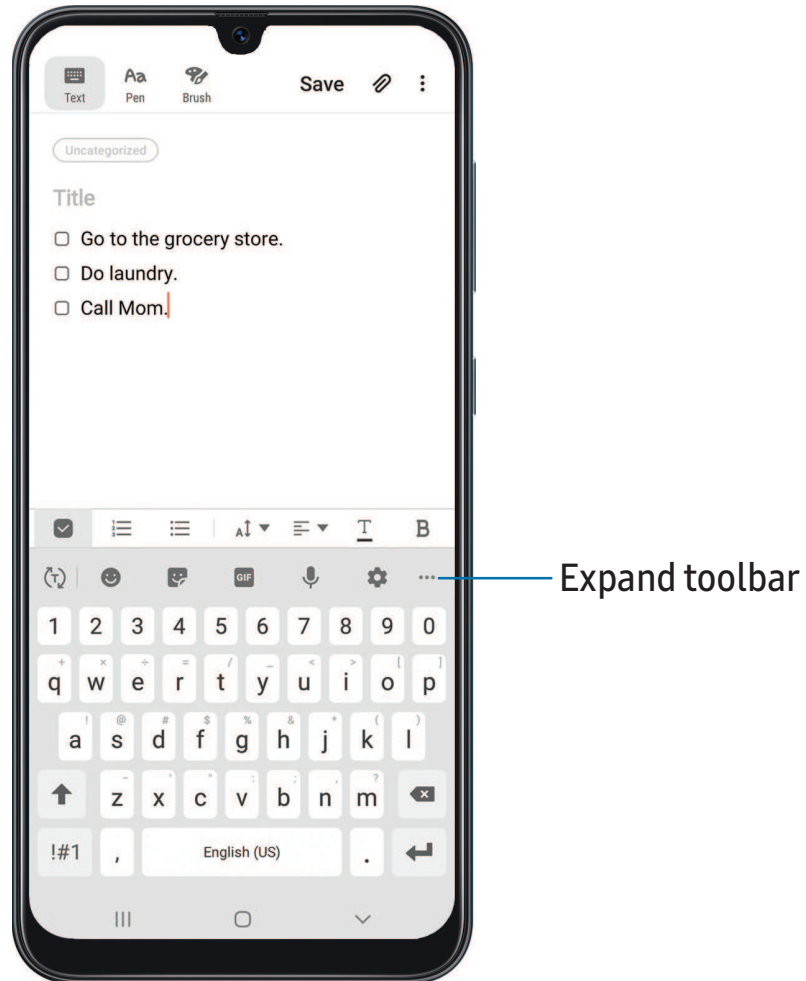 Text Aa Pen Brush Save
Uncategorized
Title
Go to the grocery store.
Do laundry.
Call Mom.
A T B
T GIF
Expand toolbar
1 2 3 4 5 6 7 8 9 0
+ × ÷ = / _ < > [ ]
q w e r t y u i o p
! @ # $ % & * ( )
a s d f g h j k l
- ' " : ; , ?
z x c v b n m
!#1 , English (US) .